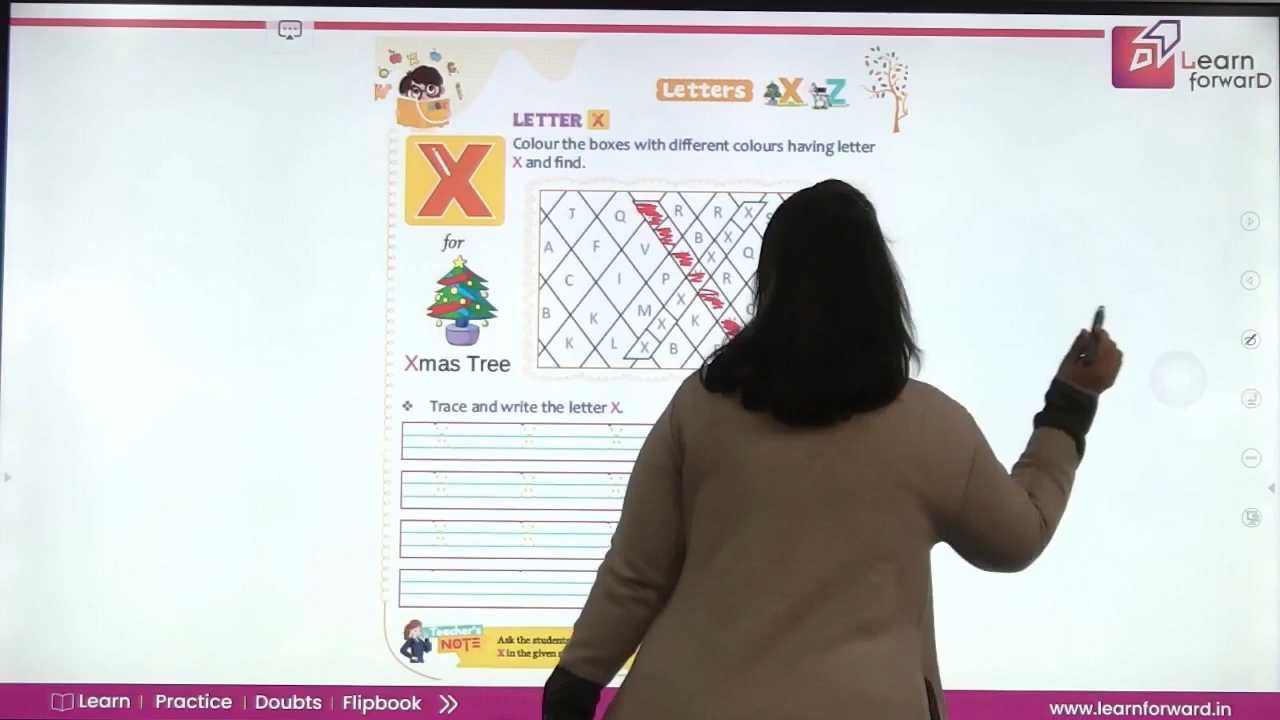 Learn
forwarD
Letters X Z
LETTER X
Colour the boxes with different colours having letter
X and find.
X
for
Xmas Tree
J Q R R X
A F V B X Q
X
C I P R
X
B K M X K
K L X B
Trace and write the letter X.
Teacher's
NOTE
Ask the students
X in the given
Learn | Practice | Doubts | Flipbook
www.learnforward.in